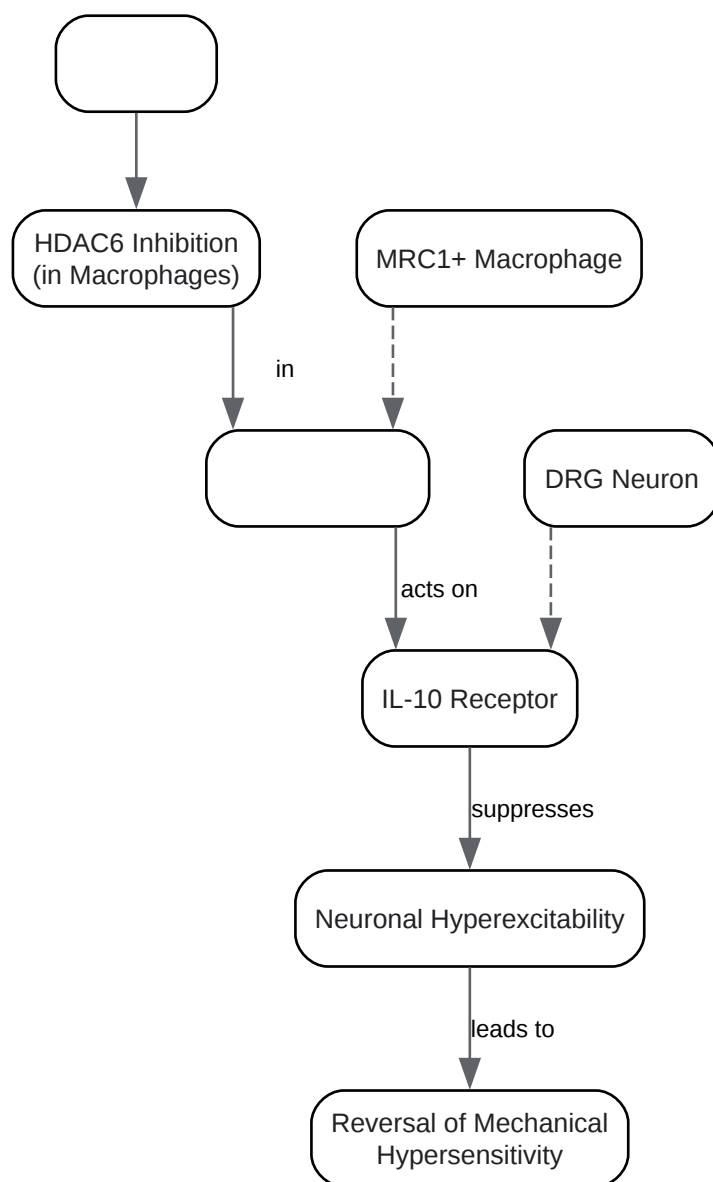 HDAC6 Inhibition
(in Macrophages)
MRC1+ Macrophage
in
DRG Neuron
acts on
IL-10 Receptor
suppresses
Neuronal Hyperexcitability
leads to
Reversal of Mechanical
Hypersensitivity